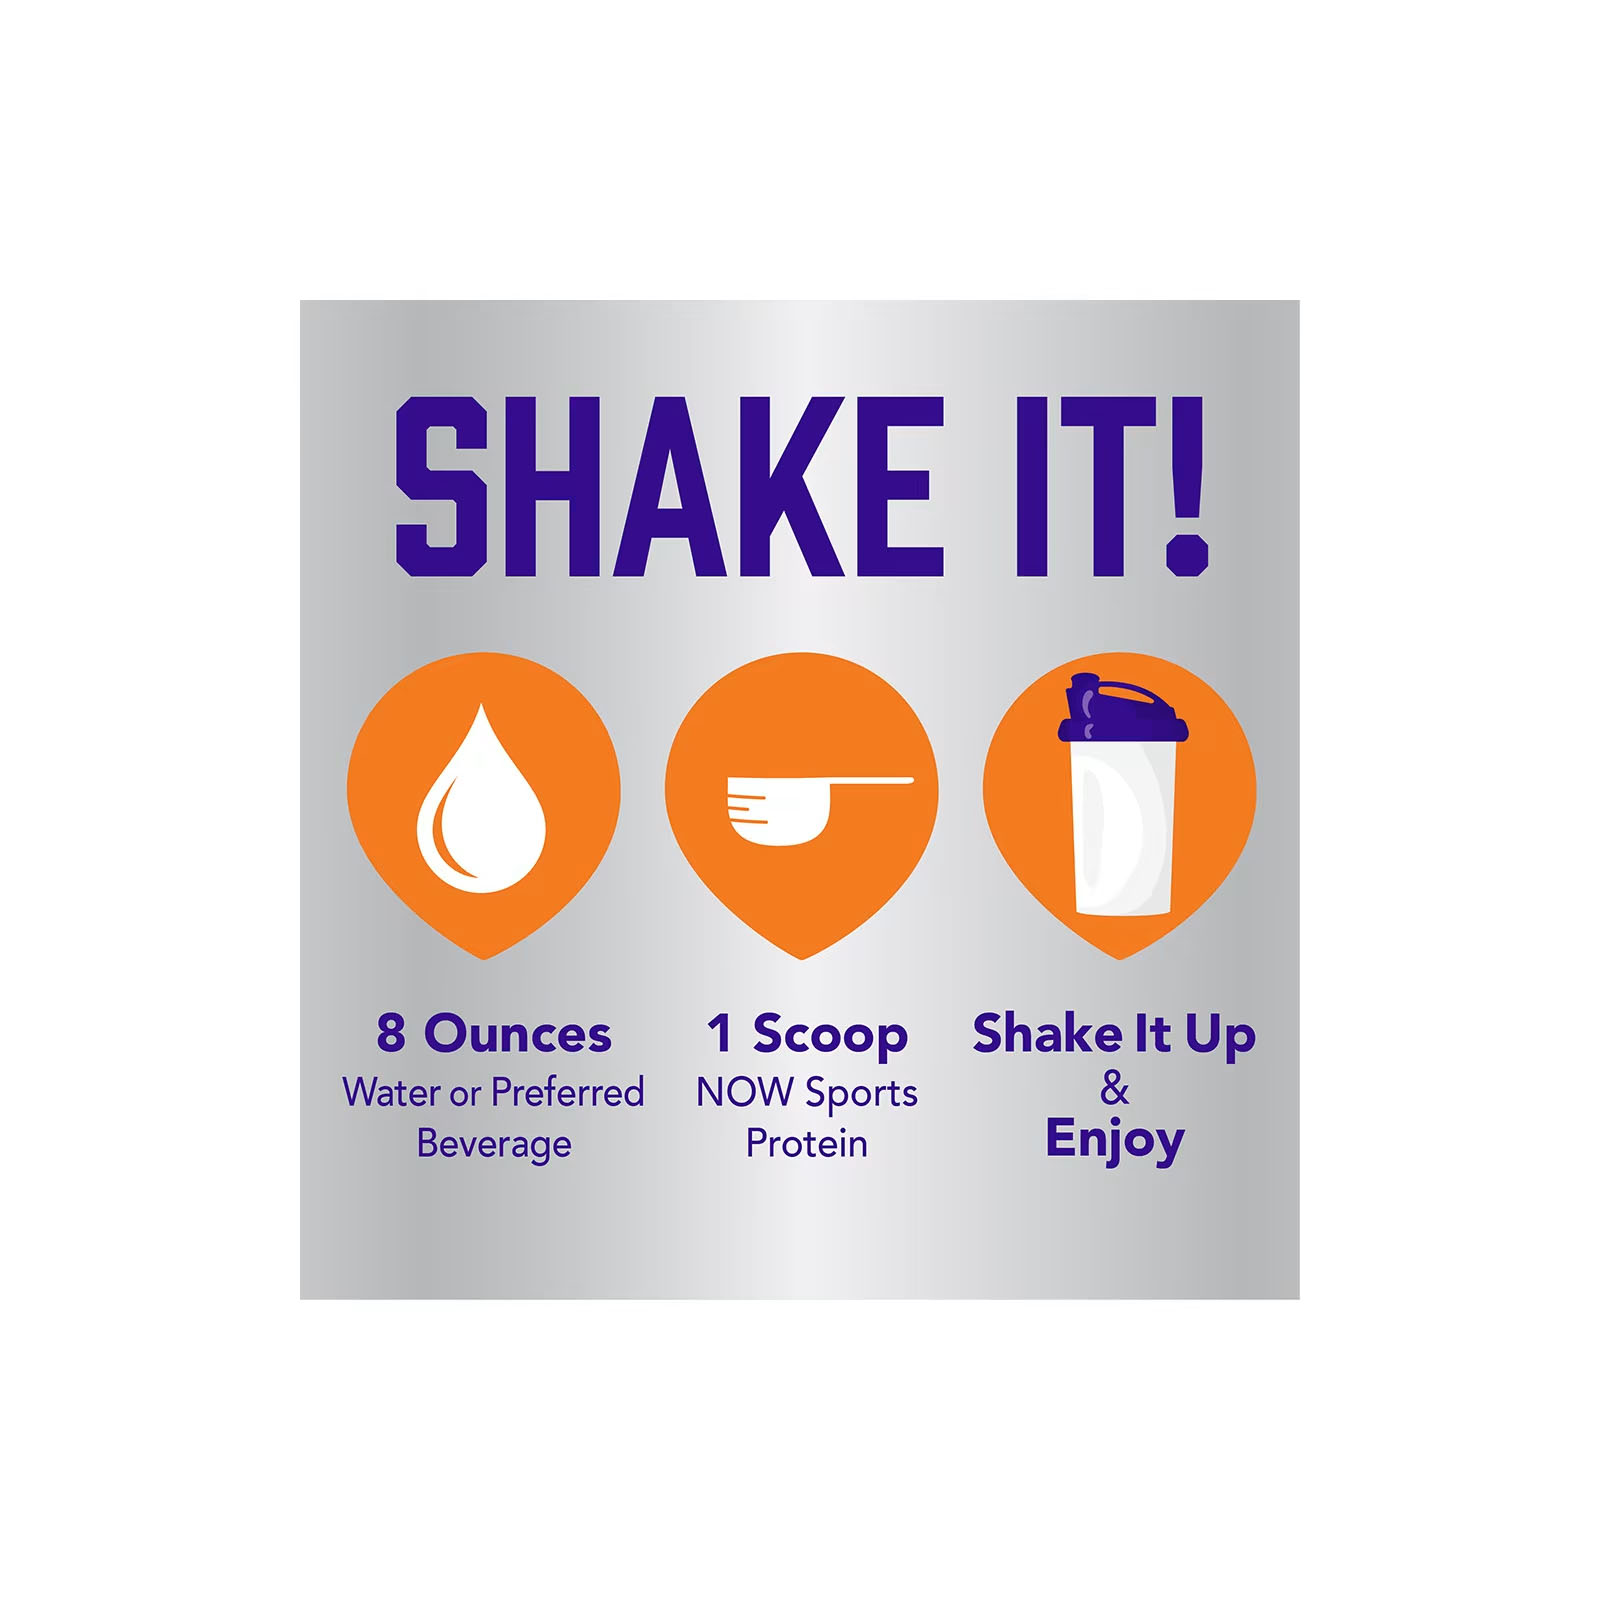 SHAKE IT!
8 Ounces
Water or Preferred
Beverage
1 Scoop
NOW Sports
Protein
Shake It Up
&
Enjoy